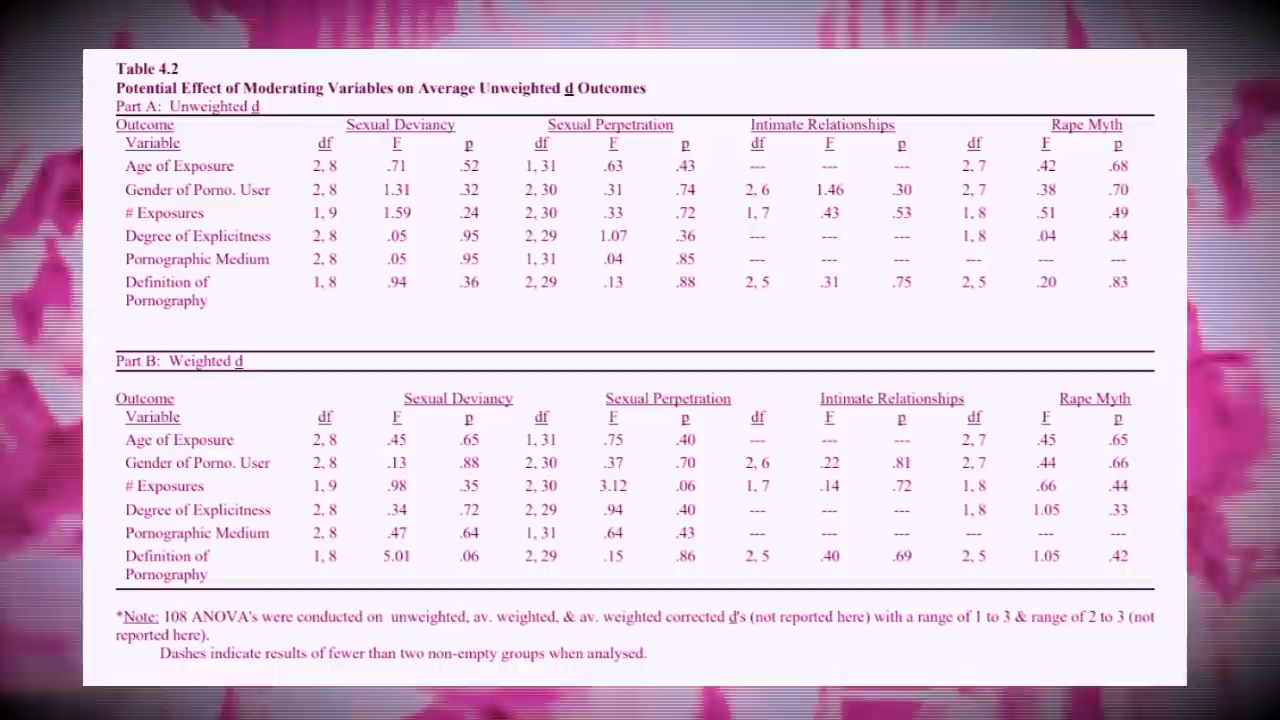 Table 4.2
Potential Effect of Moderating Variables on Average Unweighted d Outcomes
Part A: Unweighted d
Outcome Sexual Deviancy Sexual Perpetration Intimate Relationships Rape Myth
Variable df F p df F p df F p df F p
Age of Exposure 2, 8 .71 .52 1, 31 .63 .43 --- --- --- 2, 7 .42 .68
Gender of Porno. User 2, 8 1.31 .32 2, 30 .31 .74 2, 6 1.46 .30 2, 7 .38 .70
# Exposures 1, 9 1.59 .24 2, 30 .33 .72 1, 7 .43 .53 1, 8 .51 .49
Degree of Explicitness 2, 8 .05 .95 2, 29 1.07 .36 --- --- --- 1, 8 .04 .84
Pornographic Medium 2, 8 .05 .95 1, 31 .04 .85 --- --- --- --- --- ---
Definition of 1, 8 .94 .36 2, 29 .13 .88 2, 5 .31 .75 2, 5 .20 .83
Pornography
Part B: Weighted d
Outcome Sexual Deviancy Sexual Perpetration Intimate Relationships Rape Myth
Variable df F p df F p df F p df F p
Age of Exposure 2, 8 .45 .65 1, 31 .75 .40 --- --- --- 2, 7 .45 .65
Gender of Porno. User 2, 8 .13 .88 2, 30 .37 .70 2, 6 .22 .81 2, 7 .44 .66
# Exposures 1, 9 .98 .35 2, 30 3.12 .06 1, 7 .14 .72 1, 8 .66 .44
Degree of Explicitness 2, 8 .34 .72 2, 29 .94 .40 --- --- --- 1, 8 1.05 .33
Pornographic Medium 2, 8 .47 .64 1, 31 .64 .43 --- --- --- --- --- ---
Definition of 1, 8 5.01 .06 2, 29 .15 .86 2, 5 .40 .69 2, 5 1.05 .42
Pornography
*Note: 108 ANOVA's were conducted on unweighted, av. weighted, & av. weighted corrected d's (not reported here) with a range of 1 to 3 & range of 2 to 3 (not
reported here).
Dashes indicate results of fewer than two non-empty groups when analysed.